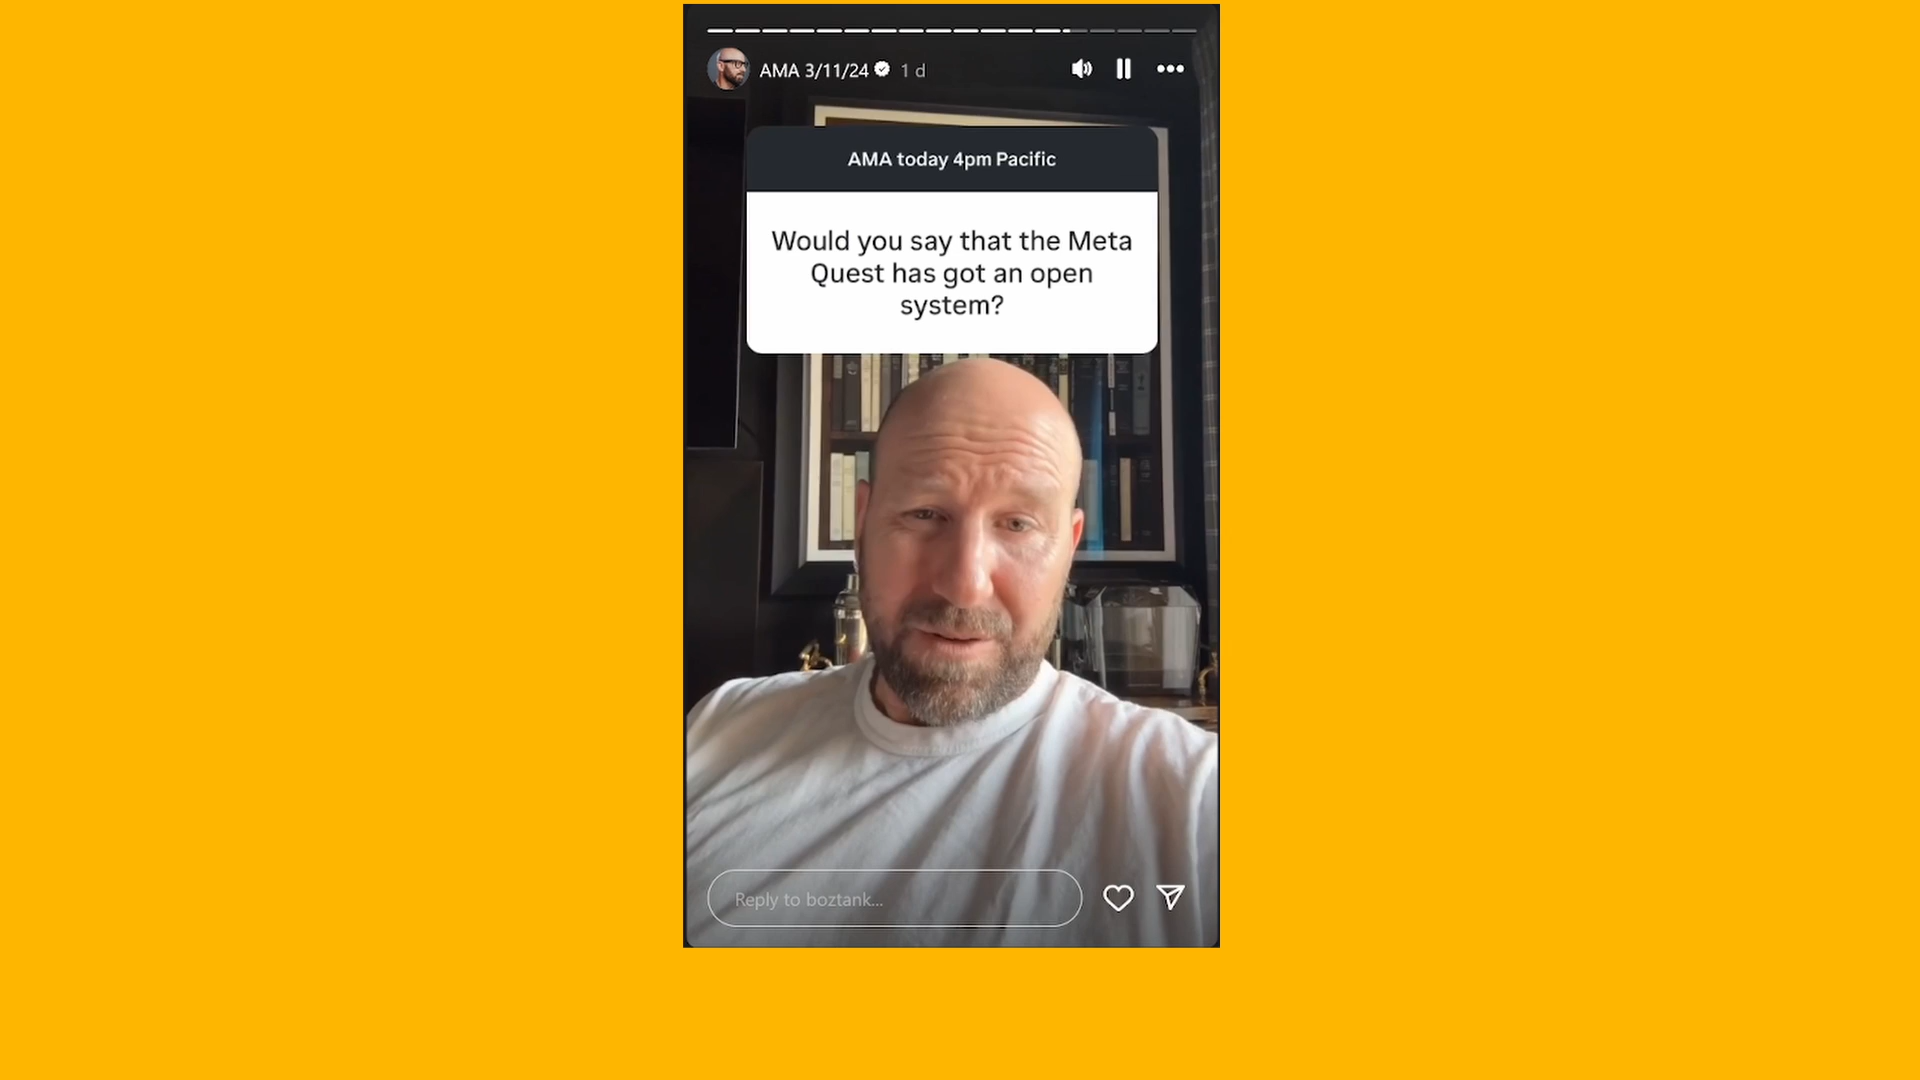 AMA 3/11/24 1 d
AMA today 4pm Pacific
Would you say that the Meta
Quest has got an open
system?
Reply to boztank...